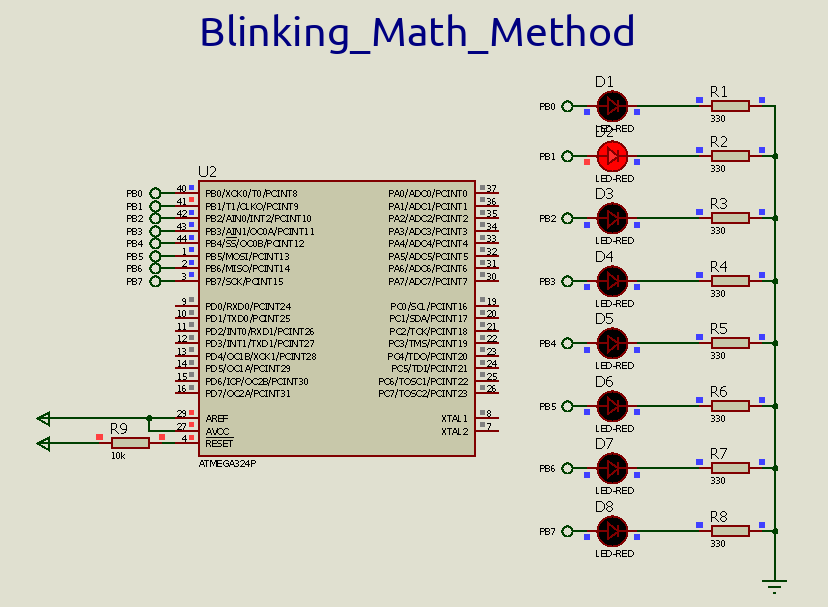 Blinking_Math_Method
U2
40 PB0/XCK0/T0/PCINT8 PA0/ADC0/PCINT0 37
41 PB1/T1/CLKO/PCINT9 PA1/ADC1/PCINT1 36
42 PB2/AIN0/INT2/PCINT10 PA2/ADC2/PCINT2 35
43 PB3/AIN1/OC0A/PCINT11 PA3/ADC3/PCINT3 34
44 PB4/SS/OC0B/PCINT12 PA4/ADC4/PCINT4 33
1 PB5/MOSI/PCINT13 PA5/ADC5/PCINT5 32
2 PB6/MISO/PCINT14 PA6/ADC6/PCINT6 31
3 PB7/SCK/PCINT15 PA7/ADC7/PCINT7 30
PB0
PB1
PB2
PB3
PB4
PB5
PB6
PB7
9 PD0/RXD0/PCINT24 PC0/SCL/PCINT16 19
10 PD1/TXD0/PCINT25 PC1/SDA/PCINT17 20
11 PD2/INT0/RXD1/PCINT26 PC2/TCK/PCINT18 21
12 PD3/INT1/TXD1/PCINT27 PC3/TMS/PCINT19 22
13 PD4/OC1B/XCK1/PCINT28 PC4/TDO/PCINT20 23
14 PD5/OC1A/PCINT29 PC5/TDI/PCINT21 24
15 PD6/ICP/OC2B/PCINT30 PC6/TOSC1/PCINT22 25
16 PD7/OC2A/PCINT31 PC7/TOSC2/PCINT23 26
29 AREF XTAL1 8
27 AVCC XTAL2 7
4 RESET
R9
10k
ATMEGA324P
D1 R1
PB0
330
LED-RED
D2 R2
PB1
330
LED-RED
D3 R3
PB2
330
LED-RED
D4 R4
PB3
330
LED-RED
D5 R5
PB4
330
LED-RED
D6 R6
PB5
330
LED-RED
D7 R7
PB6
330
LED-RED
D8 R8
PB7
330
LED-RED